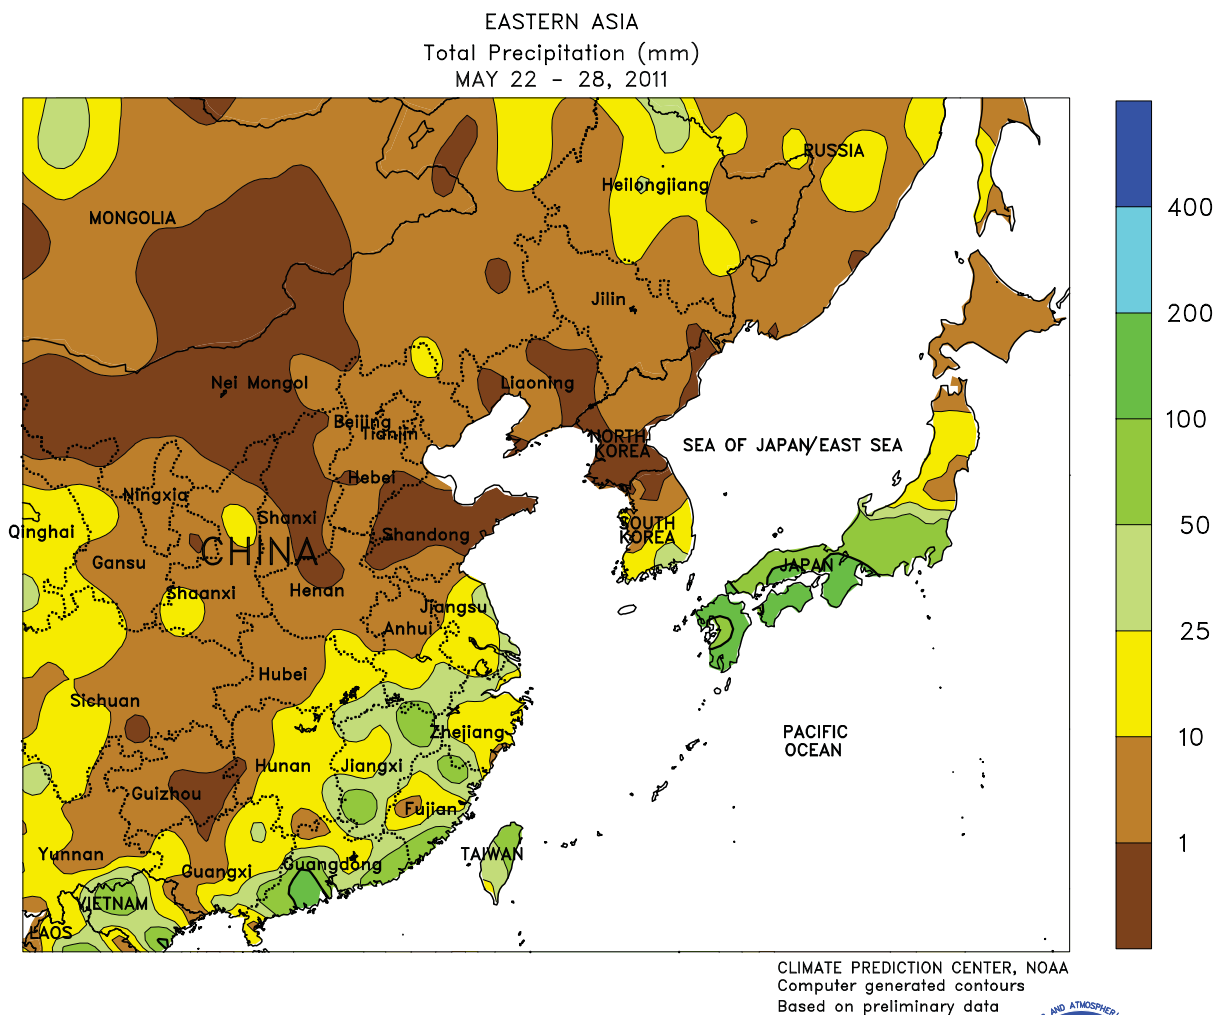 EASTERN ASIA
Total Precipitation (mm)
MAY 22 - 28, 2011
RUSSIA
Heilongjiang
MONGOLIA
400
Jilin
200
Nei Mongol
Liaoning
Beijing
Tianjin
100
NORTH
KOREA
SEA OF JAPAN/EAST SEA
Hebei
Ningxia
Shanxi
SOUTH
KOREA
50
Qinghai
Shandong
CHINA
Gansu
JAPAN
Shaanxi
Henan
Jiangsu
Anhui
25
Hubei
Sichuan
Zhejiang
PACIFIC
OCEAN
10
Hunan
Jiangxi
Guizhou
Fujian
1
Yunnan
TAIWAN
Guangxi
Guangdong
VIETNAM
LAOS
CLIMATE PREDICTION CENTER, NOAA
Computer generated contours
Based on preliminary data
AND ATMOSPHERI